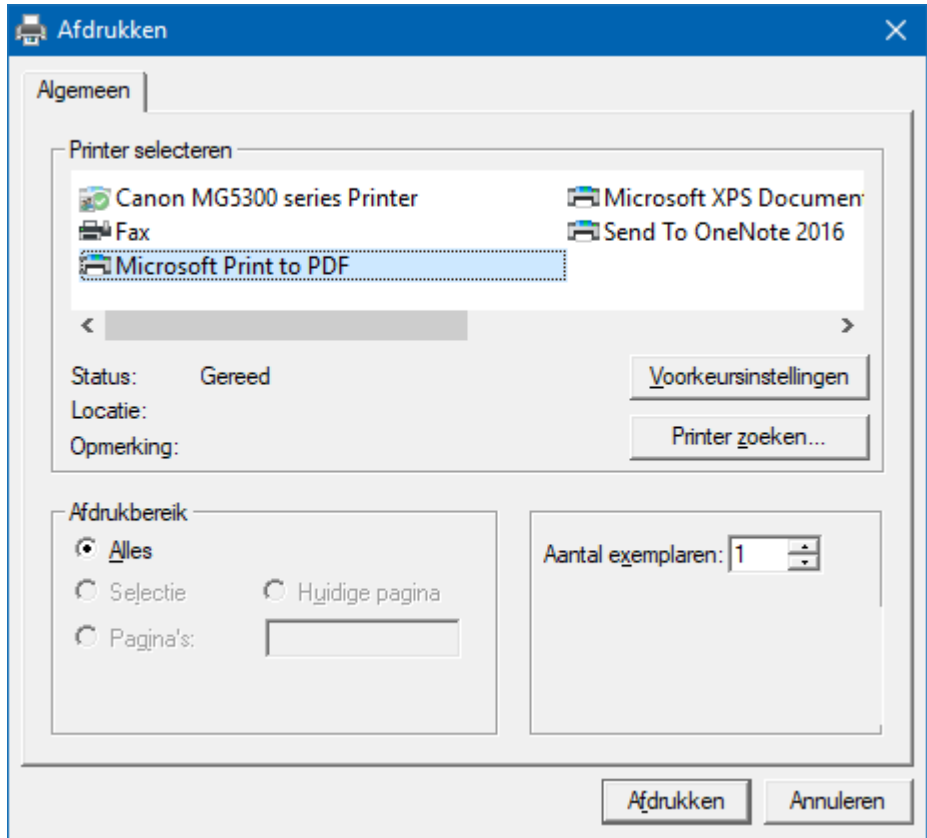 Afdrukken
Algemeen
Printer selecteren
Canon MG5300 series Printer
Microsoft XPS Documen
Fax
Send To OneNote 2016
Microsoft Print to PDF
Status: Gereed
Voorkeursinstellingen
Locatie:
Printer zoeken...
Opmerking:
Afdrukbereik
Alles
Aantal exemplaren: 1
Selectie Huidige pagina
Pagina's:
Afdrukken Annuleren